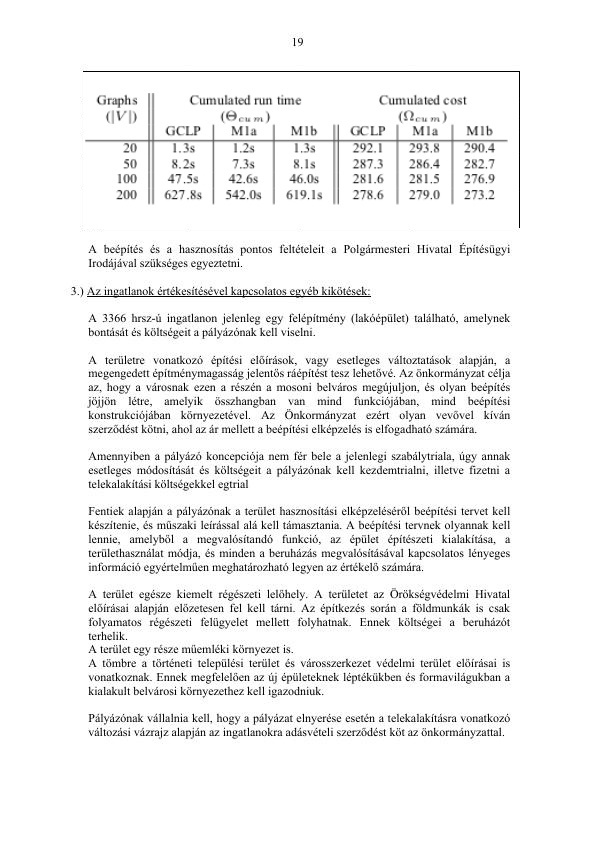 19
Graphs Cumulated run time Cumulated cost
(|V|) (Θcum) (Ωcum)
GCLP M1a M1b GCLP M1a M1b
20 1.3s 1.2s 1.3s 292.1 293.8 290.4
50 8.2s 7.3s 8.1s 287.3 286.4 282.7
100 47.5s 42.6s 46.0s 281.6 281.5 276.9
200 627.8s 542.0s 619.1s 278.6 279.0 273.2
A beépítés és a hasznosítás pontos feltételeit a Polgármesteri Hivatal Építésügyi
Irodájával szükséges egyeztetni.
3.) Az ingatlanok értékesítésével kapcsolatos egyéb kikötések:
A 3366 hrsz-ú ingatlanon jelenleg egy felépítmény (lakóépület) található, amelynek
bontását és költségeit a pályázónak kell viselni.
A területre vonatkozó építési előírások, vagy esetleges változtatások alapján, a
megengedett építménymagasság jelentős ráépítést tesz lehetővé. Az önkormányzat célja
az, hogy a városnak ezen a részén a mosoni belváros megújuljon, és olyan beépítés
jöjjön létre, amelyik összhangban van mind funkciójában, mind beépítési
konstrukciójában környezetével. Az Önkormányzat ezért olyan vevővel kíván
szerződést kötni, ahol az ár mellett a beépítési elképzelés is elfogadható számára.
Amennyiben a pályázó koncepciója nem fér bele a jelenlegi szabálytriala, úgy annak
esetleges módosítását és költségeit a pályázónak kell kezdemtrialni, illetve fizetni a
telekalakítási költségekkel egtrial
Fentiek alapján a pályázónak a terület hasznosítási elképzeléséről beépítési tervet kell
készítenie, és műszaki leírással alá kell támasztania. A beépítési tervnek olyannak kell
lennie, amelyből a megvalósítandó funkció, az épület építészeti kialakítása, a
területhasználat módja, és minden a beruházás megvalósításával kapcsolatos lényeges
információ egyértelműen meghatározható legyen az értékelő számára.
A terület egésze kiemelt régészeti lelőhely. A területet az Örökségvédelmi Hivatal
előírásai alapján előzetesen fel kell tárni. Az építkezés során a földmunkák is csak
folyamatos régészeti felügyelet mellett folyhatnak. Ennek költségei a beruházót
terhelik.
A terület egy része műemléki környezet is.
A tömbre a történeti települési terület és városszerkezet védelmi terület előírásai is
vonatkoznak. Ennek megfelelően az új épületeknek léptékükben és formavilágukban a
kialakult belvárosi környezethez kell igazodniuk.
Pályázónak vállalnia kell, hogy a pályázat elnyerése esetén a telekalakításra vonatkozó
változási vázrajz alapján az ingatlanokra adásvételi szerződést köt az önkormányzattal.